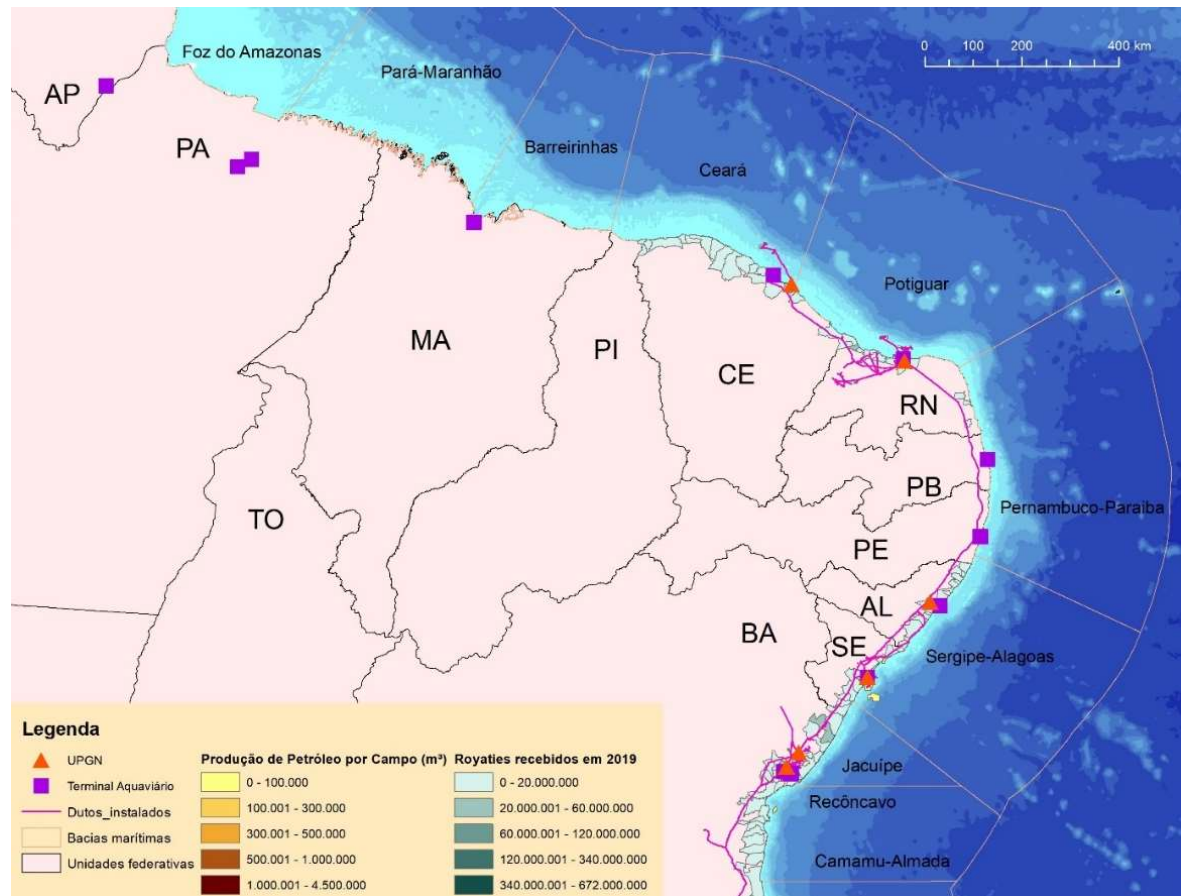 Foz do Amazonas
Pará-Maranhão
0 100 200 400 km
AP
PA
Barreirinhas
Ceará
Potiguar
MA
PI
CE
RN
TO
PB
Pernambuco-Paraiba
PE
AL
BA
SE
Sergipe-Alagoas
Jacuípe
Recôncavo
Camamu-Almada
Legenda
UPGN
Terminal Aquaviário
Dutos_instalados
Bacias marítimas
Unidades federativas
Produção de Petróleo por Campo (m³)
0 - 100.000
100.001 - 300.000
300.001 - 500.000
500.001 - 1.000.000
1.000.001 - 4.500.000
Royaties recebidos em 2019
0 - 20.000.000
20.000.001 - 60.000.000
60.000.001 - 120.000.000
120.000.001 - 340.000.000
340.000.001 - 672.000.000